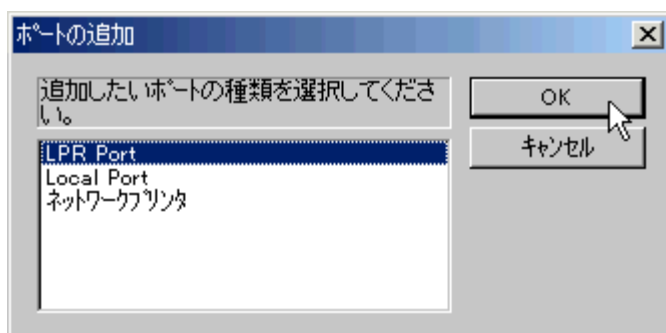 ﾎﾟｰﾄの追加
追加したいﾎﾟｰﾄの種類を選択してくださ
い。
OK
ｷｬﾝｾﾙ
LPR Port
Local Port
ﾈｯﾄﾜｰｸﾌﾟﾘﾝﾀ